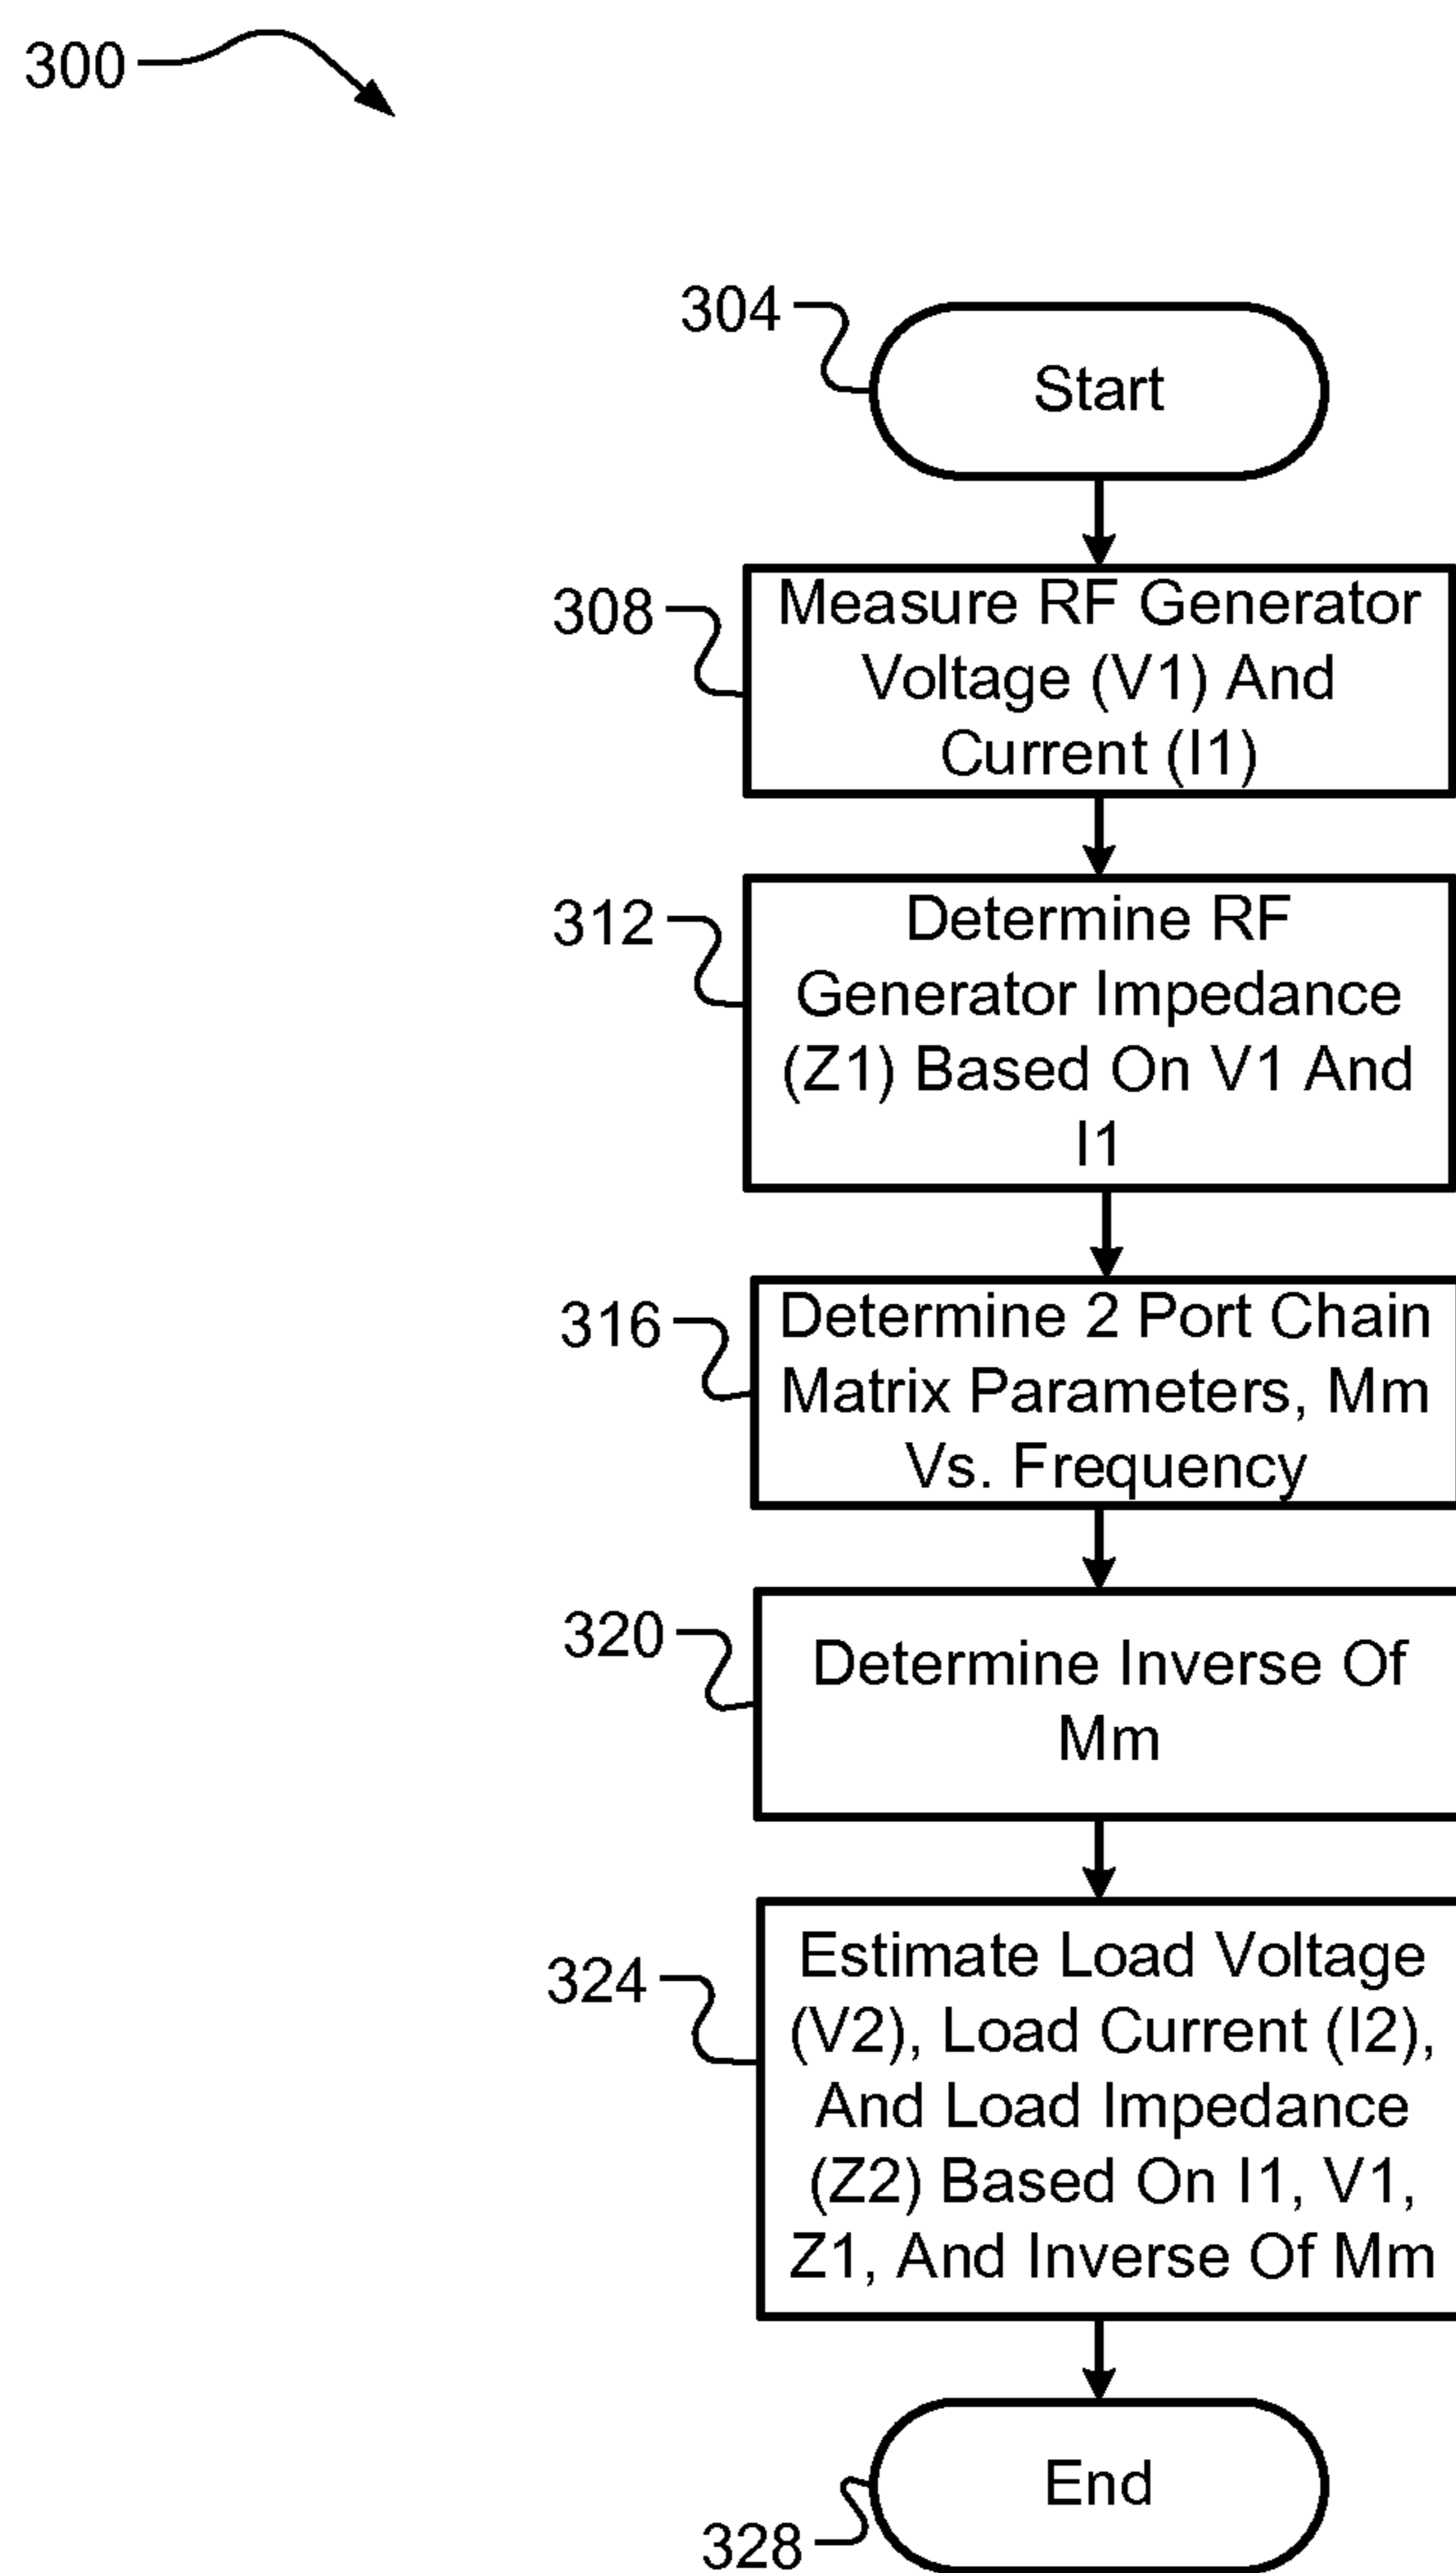 300
304
Start
308
Measure RF Generator
Voltage (V1) And
Current (I1)
312
Determine RF
Generator Impedance
(Z1) Based On V1 And
I1
316
Determine 2 Port Chain
Matrix Parameters, Mm
Vs. Frequency
320
Determine Inverse Of
Mm
324
Estimate Load Voltage
(V2), Load Current (I2),
And Load Impedance
(Z2) Based On I1, V1,
Z1, And Inverse Of Mm
End
328